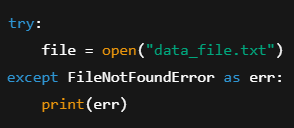 try:
    file = open("data_file.txt")
except FileNotFoundError as err:
    print(err)